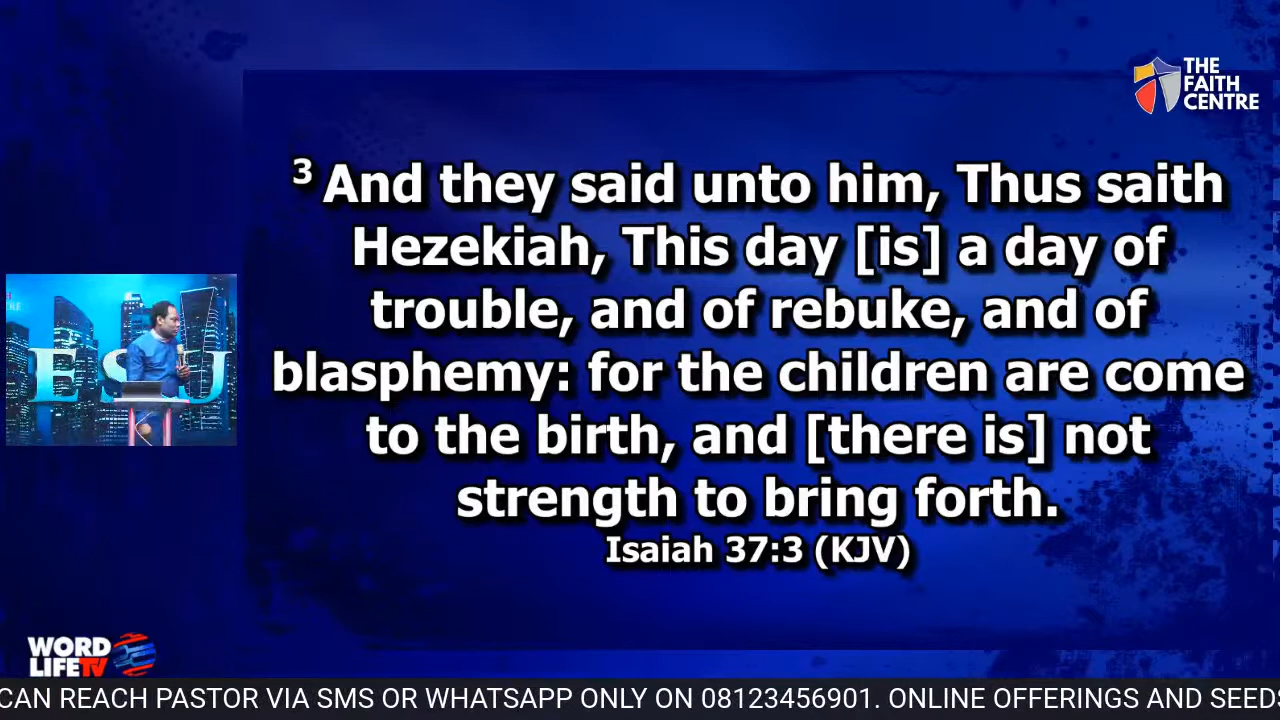 THE
FAITH
CENTRE
3 And they said unto him, Thus saith
Hezekiah, This day [is] a day of
trouble, and of rebuke, and of
blasphemy: for the children are come
to the birth, and [there is] not
strength to bring forth.
Isaiah 37:3 (KJV)
ESU
WORD
LIFETV
CAN REACH PASTOR VIA SMS OR WHATSAPP ONLY ON 08123456901. ONLINE OFFERINGS AND SEEDS